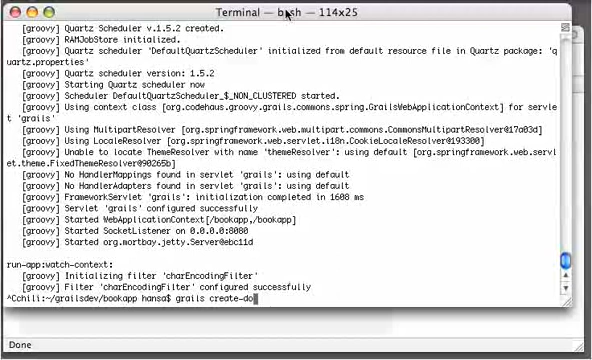 Terminal — bash — 114x25
[groovy] Quartz Scheduler v.1.5.2 created.
[groovy] RAMJobStore initialized.
[groovy] Quartz scheduler 'DefaultQuartzScheduler' initialized from default resource file in Quartz package: 'q
uartz.properties'
[groovy] Quartz scheduler version: 1.5.2
[groovy] Starting Quartz scheduler now
[groovy] Scheduler DefaultQuartzScheduler_$_NON_CLUSTERED started.
[groovy] Using context class [org.codehaus.groovy.grails.commons.spring.GrailsWebApplicationContext] for servle
t 'grails'
[groovy] Using MultipartResolver [org.springframework.web.multipart.commons.CommonsMultipartResolver@17a03d]
[groovy] Using LocaleResolver [org.springframework.web.servlet.i18n.CookieLocaleResolver@193300]
[groovy] Unable to locate ThemeResolver with name 'themeResolver': using default [org.springframework.web.servl
et.theme.FixedThemeResolver@90265b]
[groovy] No HandlerMappings found in servlet 'grails': using default
[groovy] No HandlerAdapters found in servlet 'grails': using default
[groovy] FrameworkServlet 'grails': initialization completed in 1608 ms
[groovy] Servlet 'grails' configured successfully
[groovy] Started WebApplicationContext[/bookapp,/bookapp]
[groovy] Started SocketListener on 0.0.0.0:8080
[groovy] Started org.mortbay.jetty.Server@ebc11d
run-app:watch-context:
[groovy] Initializing filter 'charEncodingFilter'
[groovy] Filter 'charEncodingFilter' configured successfully
^Cchili:~/grailsdev/bookapp hansa$ grails create-do
Done